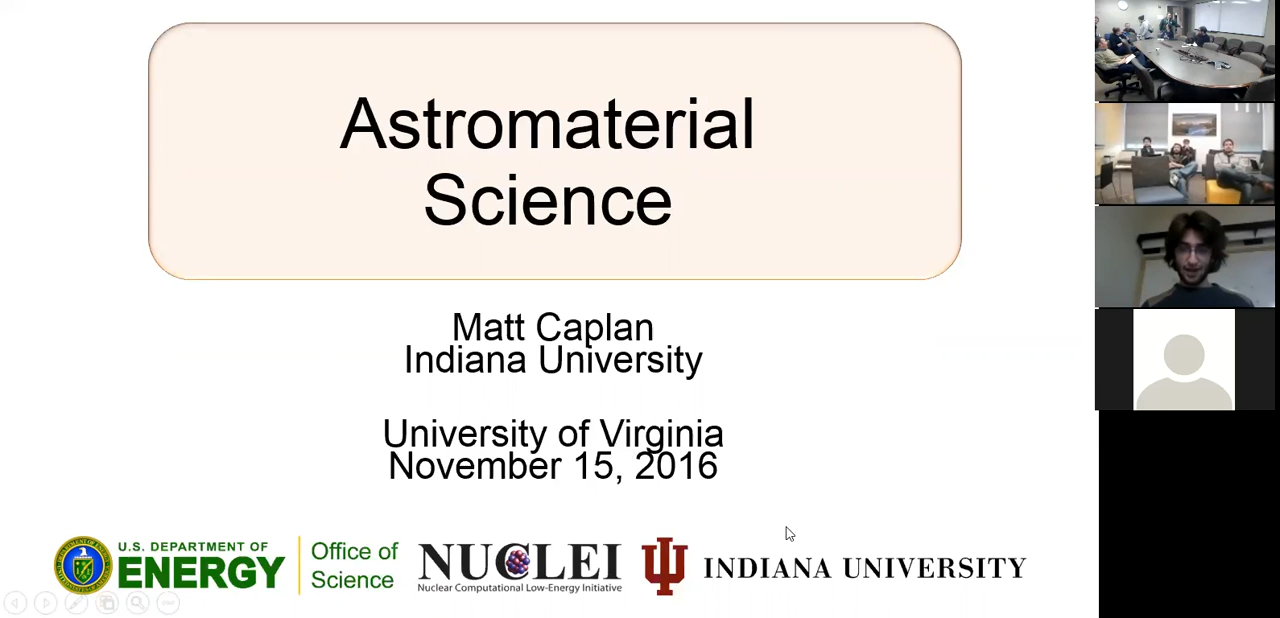 Astromaterial
Science
Matt Caplan
Indiana University
University of Virginia
November 15, 2016
U.S. DEPARTMENT OF
ENERGY
Office of
Science
NUCLEI
Nuclear Computational Low-Energy Initiative
INDIANA UNIVERSITY